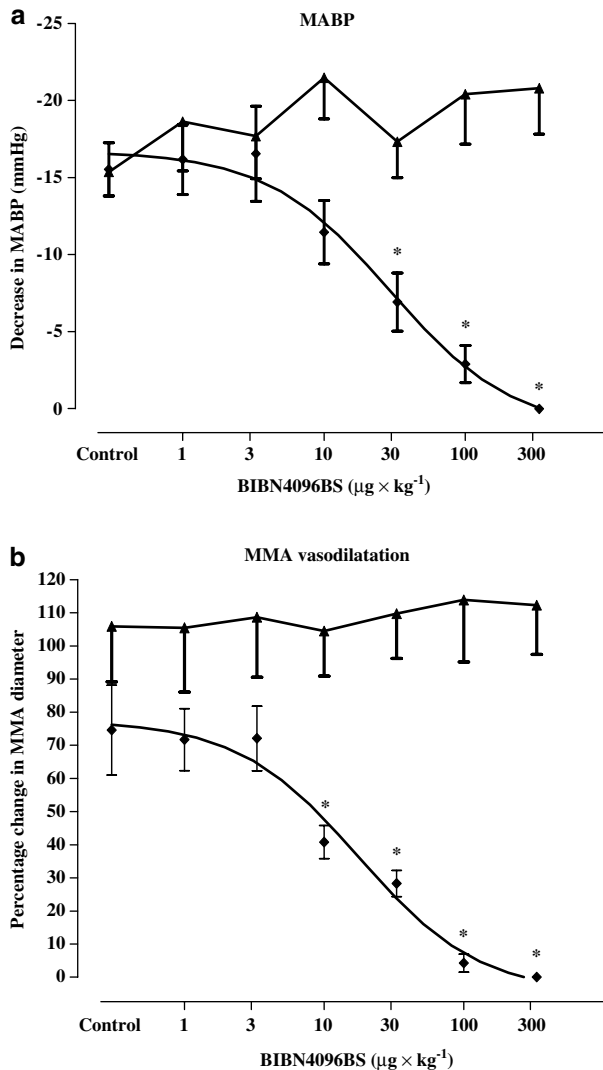 a
MABP
Decrease in MABP (mmHg)
-25
-20
-15
-10
-5
0
*
*
*
Control 1 3 10 30 100 300
BIBN4096BS (μg × kg⁻¹)
b
MMA vasodilatation
Percentage change in MMA diameter
120
110
100
90
80
70
60
50
40
30
20
10
0
*
*
*
*
Control 1 3 10 30 100 300
BIBN4096BS (μg × kg⁻¹)